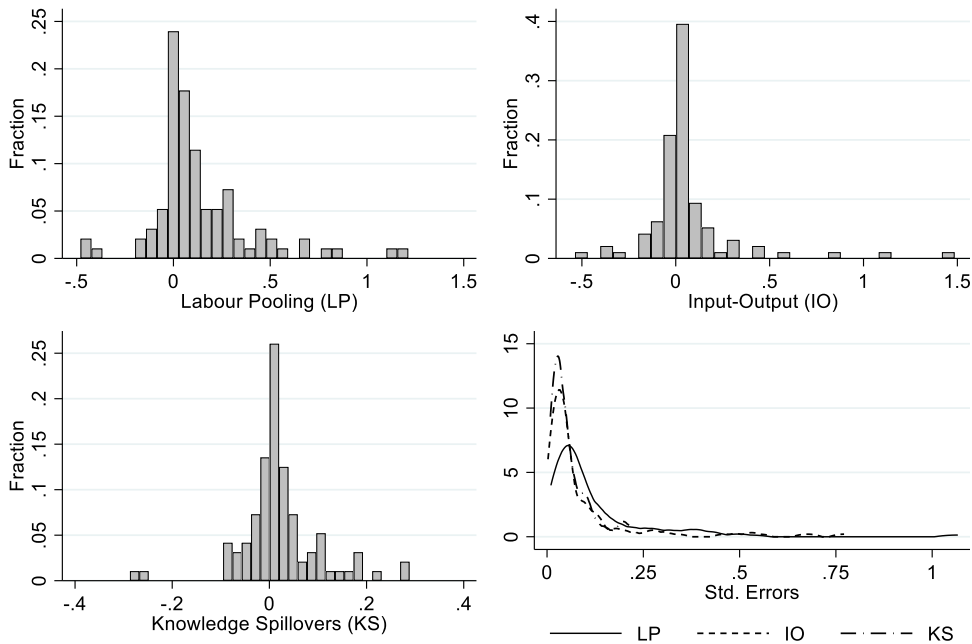 .25
.2
.15
.1
.05
0
Fraction
-.5 0 .5 1 1.5
Labour Pooling (LP)
.4
.3
.2
.1
0
Fraction
-.5 0 .5 1 1.5
Input-Output (IO)
.25
.2
.15
.1
.05
0
Fraction
-.4 -.2 0 .2 .4
Knowledge Spillovers (KS)
15
10
5
0
0 .25 .5 .75 1
Std. Errors
LP IO KS